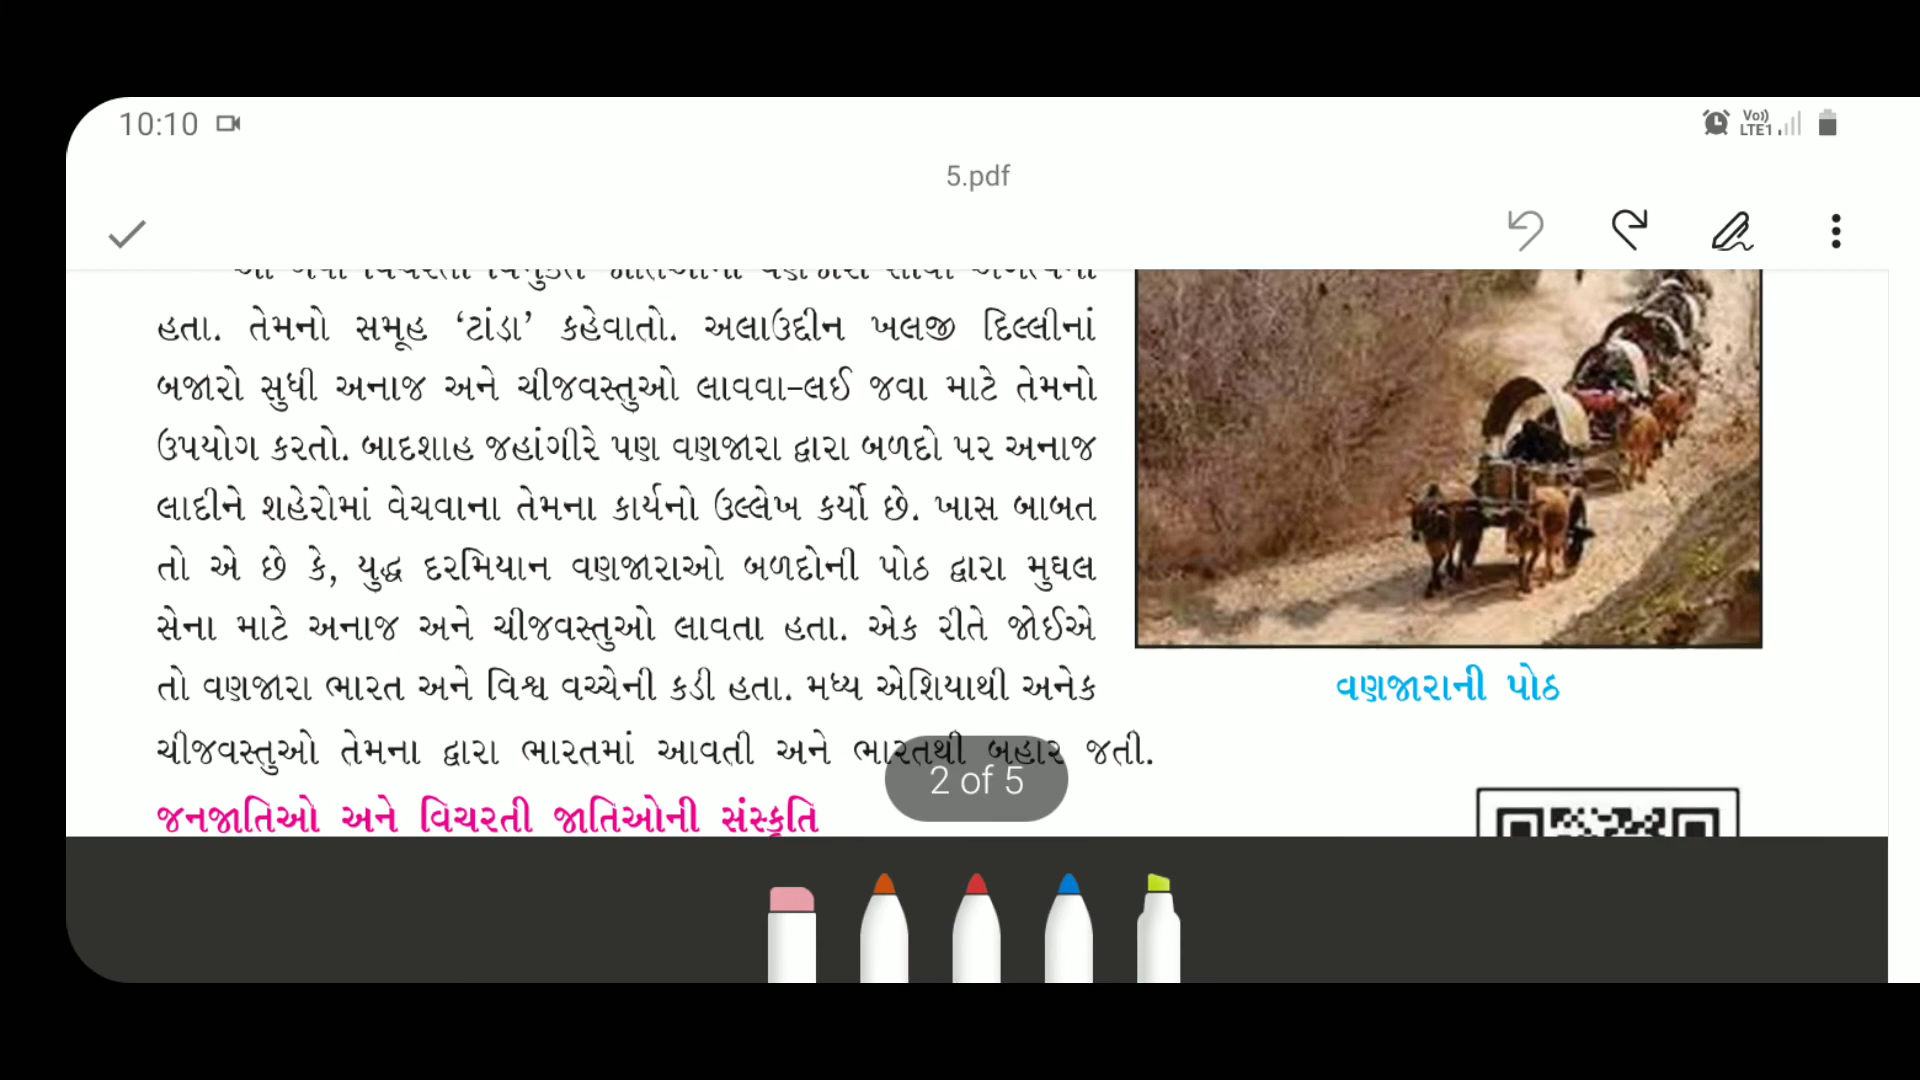 10:10
Vo)) LTE1
5.pdf
હતા. તેમનો સમૂહ ‘ટાંડા’ કહેવાતો. અલાઉદ્દીન ખલજી દિલ્લીનાં
બજારો સુધી અનાજ અને ચીજવસ્તુઓ લાવવા-લઈ જવા માટે તેમનો
ઉપયોગ કરતો. બાદશાહ જહાંગીરે પણ વણજારા દ્વારા બળદો પર અનાજ
લાદીને શહેરોમાં વેચવાના તેમના કાર્યનો ઉલ્લેખ કર્યો છે. ખાસ બાબત
તો એ છે કે, યુદ્ધ દરમિયાન વણજારાઓ બળદોની પોઠ દ્વારા મુઘલ
સેના માટે અનાજ અને ચીજવસ્તુઓ લાવતા હતા. એક રીતે જોઈએ
તો વણજારા ભારત અને વિશ્વ વચ્ચેની કડી હતા. મધ્ય એશિયાથી અનેક
ચીજવસ્તુઓ તેમના દ્વારા ભારતમાં આવતી અને ભારતથી બહાર જતી.
વણજારાની પોઠ
2 of 5
જનજાતિઓ અને વિચરતી જાતિઓની સંસ્કૃતિ